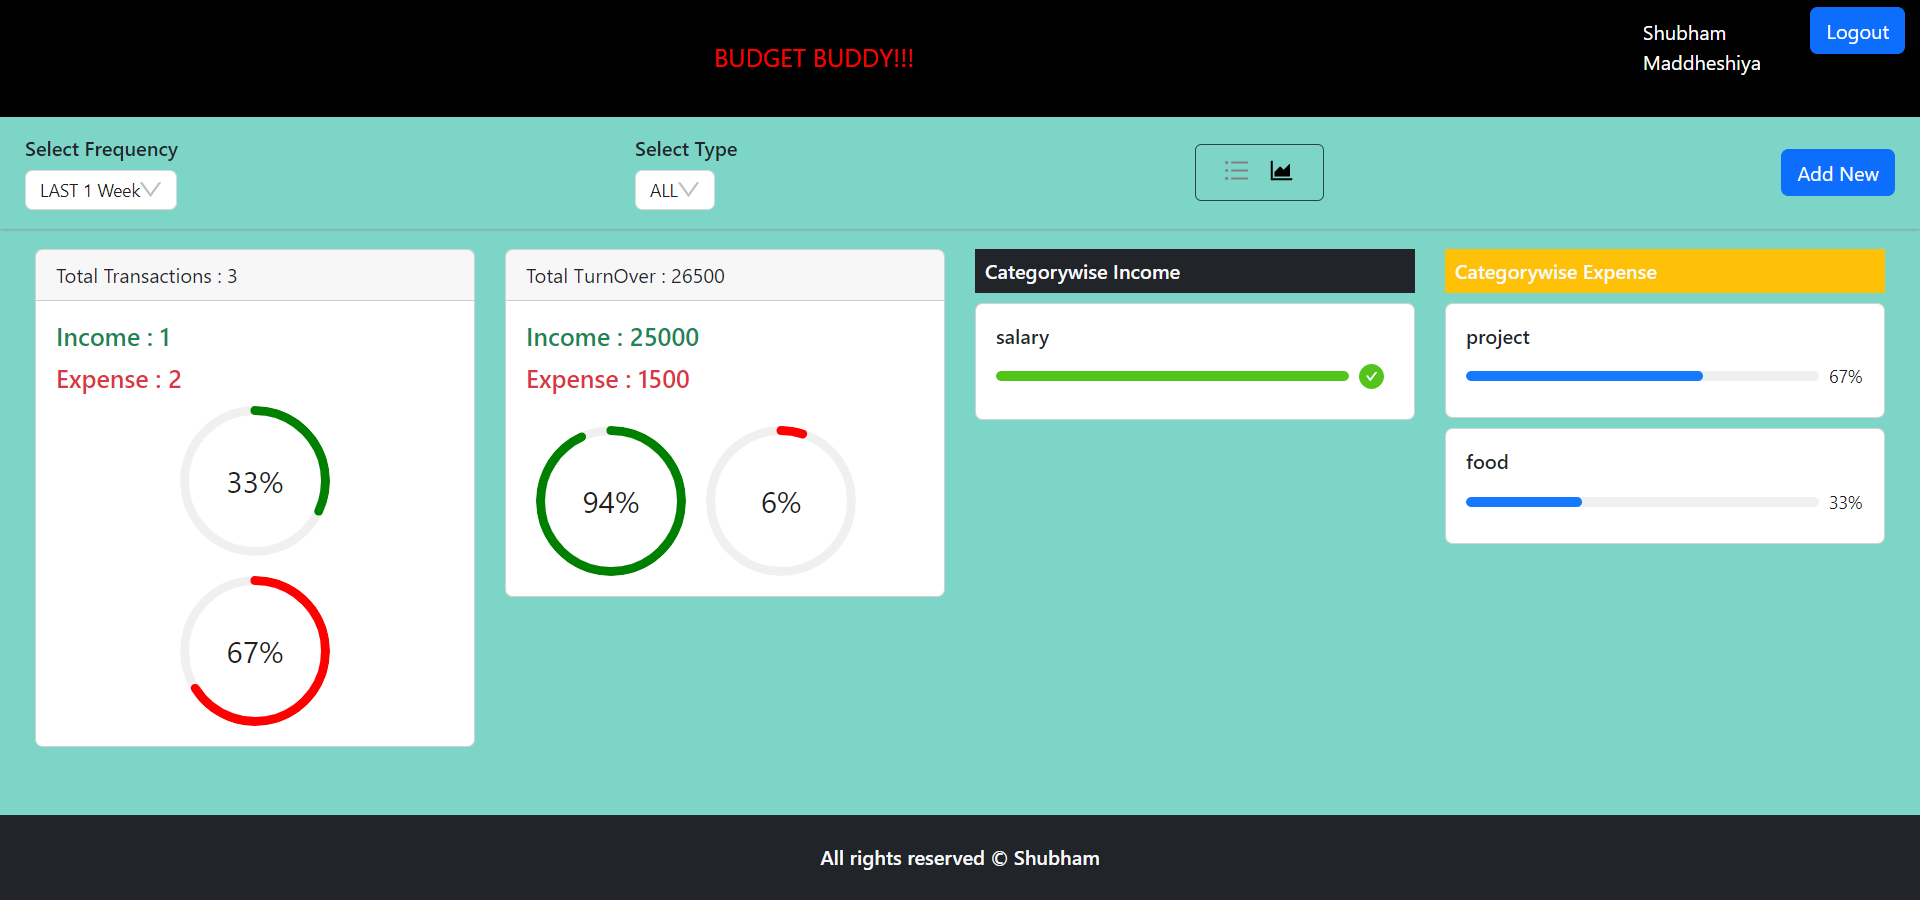 BUDGET BUDDY!!!
Shubham
Maddheshiya
Logout
Select Frequency
LAST 1 Week
Select Type
ALL
Add New
Total Transactions : 3
Income : 1
Expense : 2
33%
67%
Total TurnOver : 26500
Income : 25000
Expense : 1500
94%
6%
Categorywise Income
salary
Categorywise Expense
project
67%
food
33%
All rights reserved © Shubham